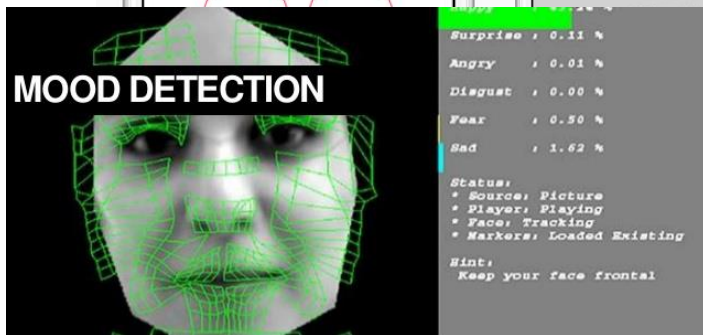 MOOD DETECTION
Surprise : 0.11 %
Angry : 0.01 %
Disgust : 0.00 %
Fear : 0.50 %
Sad : 1.62 %
Status:
* Source: Picture
* Player: Playing
* Face: Tracking
* Markers: Loaded Existing
Hint:
Keep your face frontal